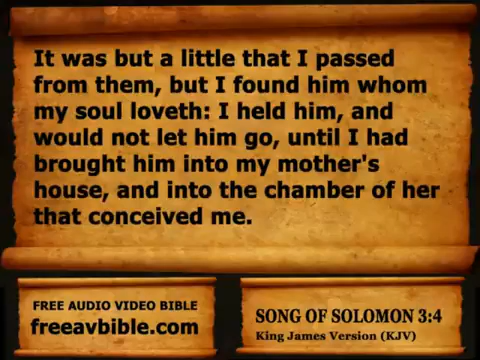 It was but a little that I passed
from them, but I found him whom
my soul loveth: I held him, and
would not let him go, until I had
brought him into my mother's
house, and into the chamber of her
that conceived me.
FREE AUDIO VIDEO BIBLE
freeavbible.com
SONG OF SOLOMON 3:4
King James Version (KJV)